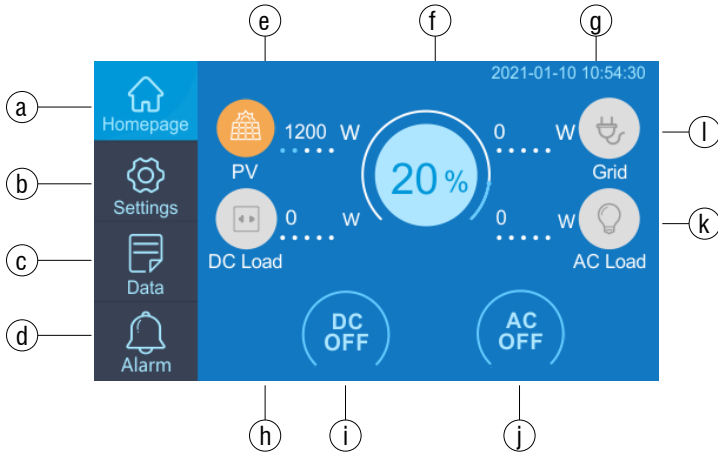 e
f
g
2021-01-10 10:54:30
a
Homepage
1200 W
0 W
l
PV
20 %
Grid
b
Settings
0 W
0 W
k
DC Load
AC Load
c
Data
d
Alarm
DC
OFF
AC
OFF
h
i
j